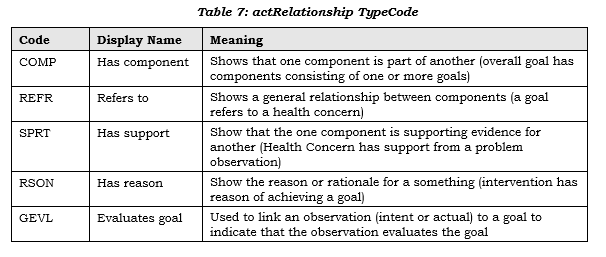 Table 7: actRelationship TypeCode
Code Display Name Meaning
COMP Has component Shows that one component is part of another (overall goal has
components consisting of one or more goals)
REFR Refers to Shows a general relationship between components (a goal
refers to a health concern)
SPRT Has support Show that the one component is supporting evidence for
another (Health Concern has support from a problem
observation)
RSON Has reason Show the reason or rationale for a something (intervention has
reason of achieving a goal)
GEVL Evaluates goal Used to link an observation (intent or actual) to a goal to
indicate that the observation evaluates the goal